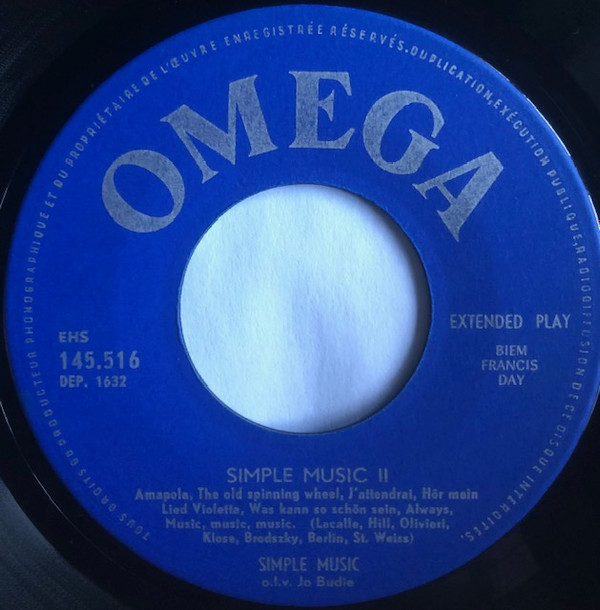 TOUS DROITS DU PRODUCTEUR PHONOGRAPHIQUE ET DU PROPRIÉTAIRE DE L'ŒUVRE ENREGISTRÉE RÉSERVÉS. DUPLICATION, EXÉCUTION PUBLIQUE, RADIODIFFUSION DE CE DISQUE INTERDITES.
OMEGA
EHS
145.516
DEP. 1632
EXTENDED PLAY
BIEM
FRANCIS
DAY
SIMPLE MUSIC II
Amapola, The old spinning wheel, J'attendrai, Hör mein
Lied Violetta, Was kann so schön sein, Always,
Music, music, music. (Lacalle, Hill, Olivieri,
Klose, Brodszky, Berlin, St. Weiss)
SIMPLE MUSIC
o.l.v. Jo Budie